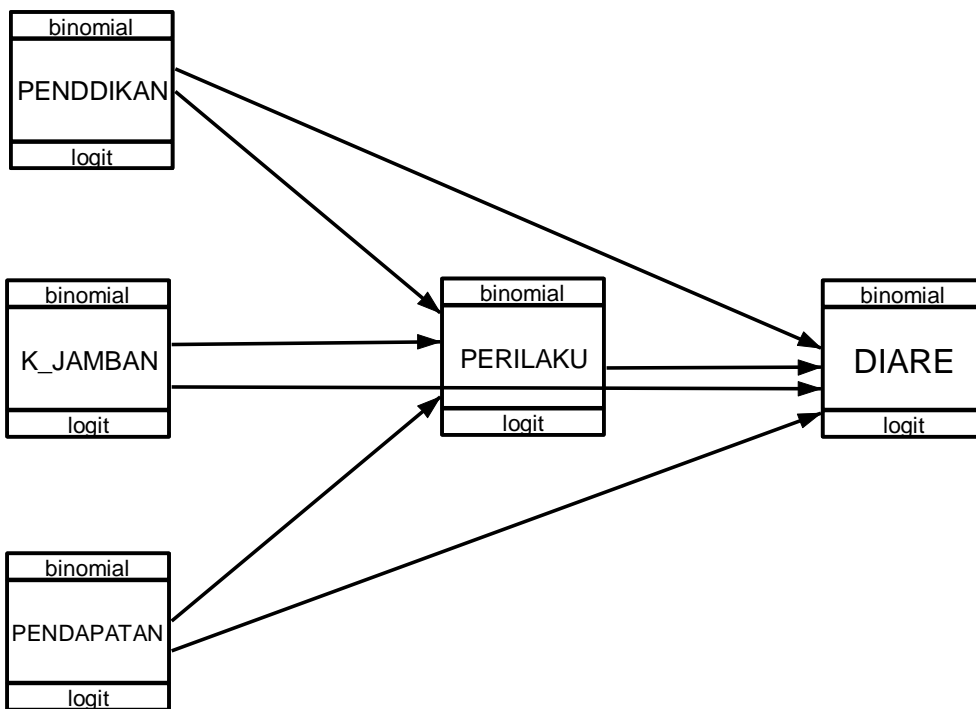 binomial
PENDDIKAN
logit
binomial
K_JAMBAN
logit
binomial
PERILAKU
logit
binomial
DIARE
logit
binomial
PENDAPATAN
logit